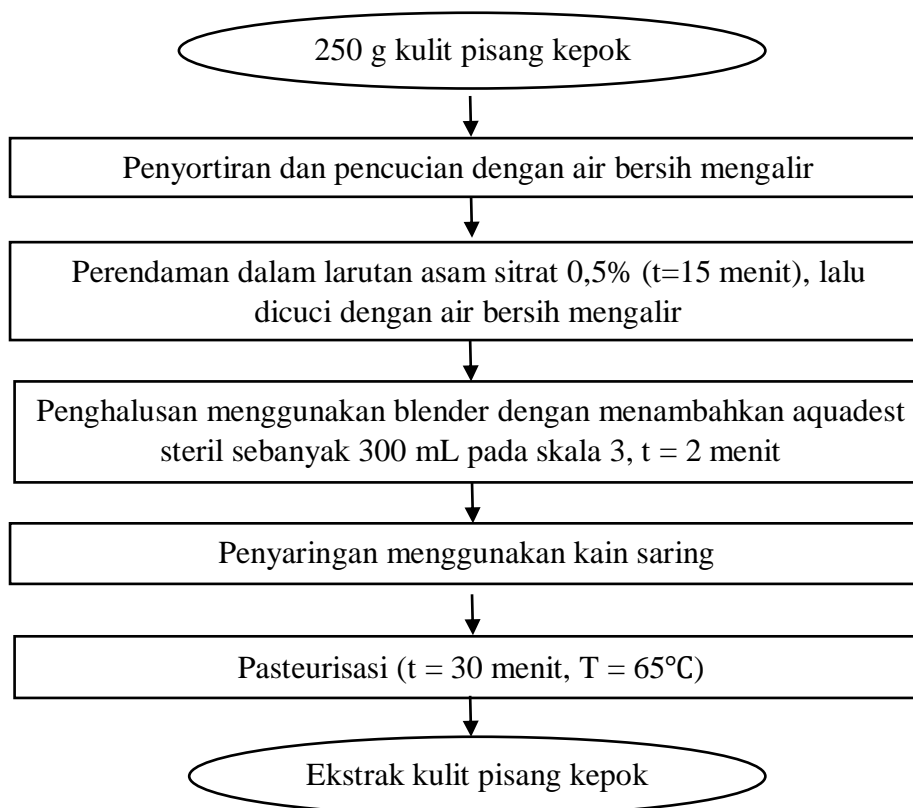 250 g kulit pisang kepok
Penyortiran dan pencucian dengan air bersih mengalir
Perendaman dalam larutan asam sitrat 0,5% (t=15 menit), lalu
dicuci dengan air bersih mengalir
Penghalusan menggunakan blender dengan menambahkan aquadest
steril sebanyak 300 mL pada skala 3, t = 2 menit
Penyaringan menggunakan kain saring
Pasteurisasi (t = 30 menit, T = 65℃)
Ekstrak kulit pisang kepok